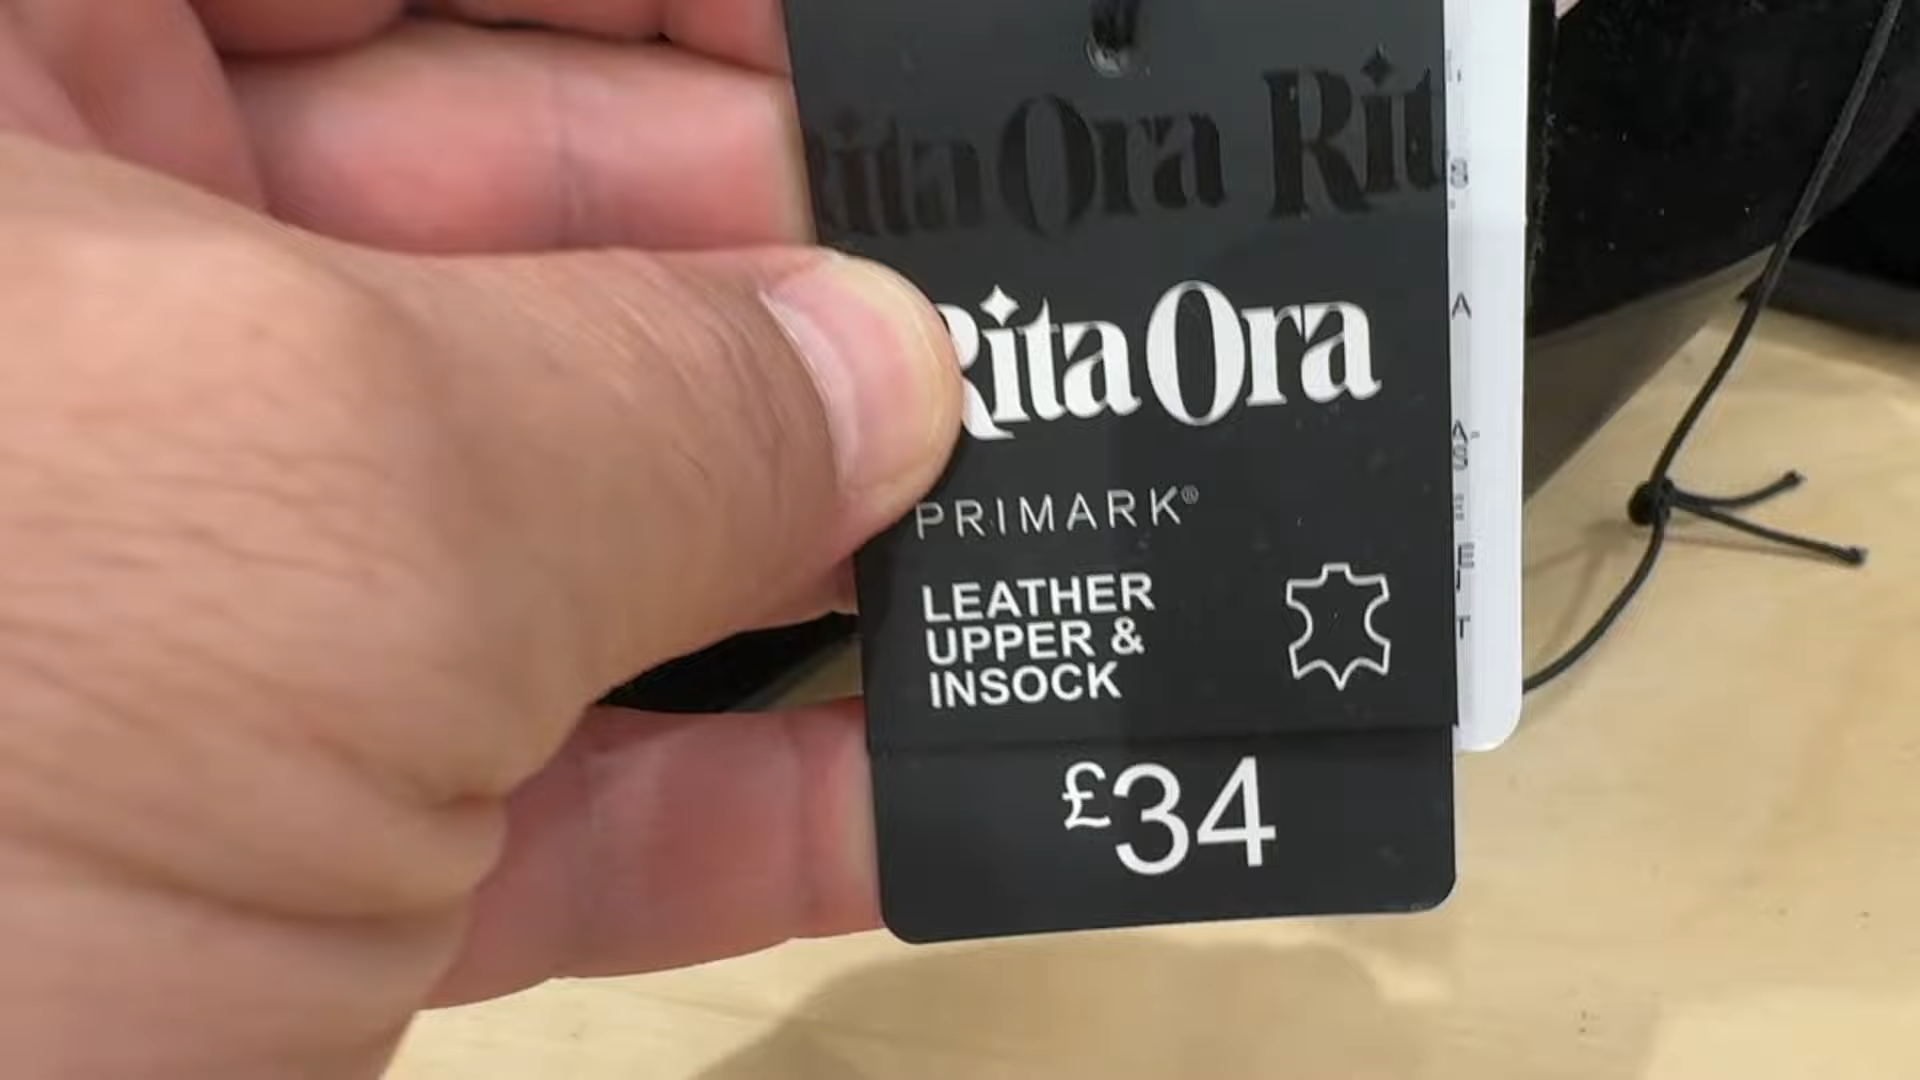 Rita Ora Rit
Rita Ora
PRIMARK®
LEATHER
UPPER &
INSOCK
£34